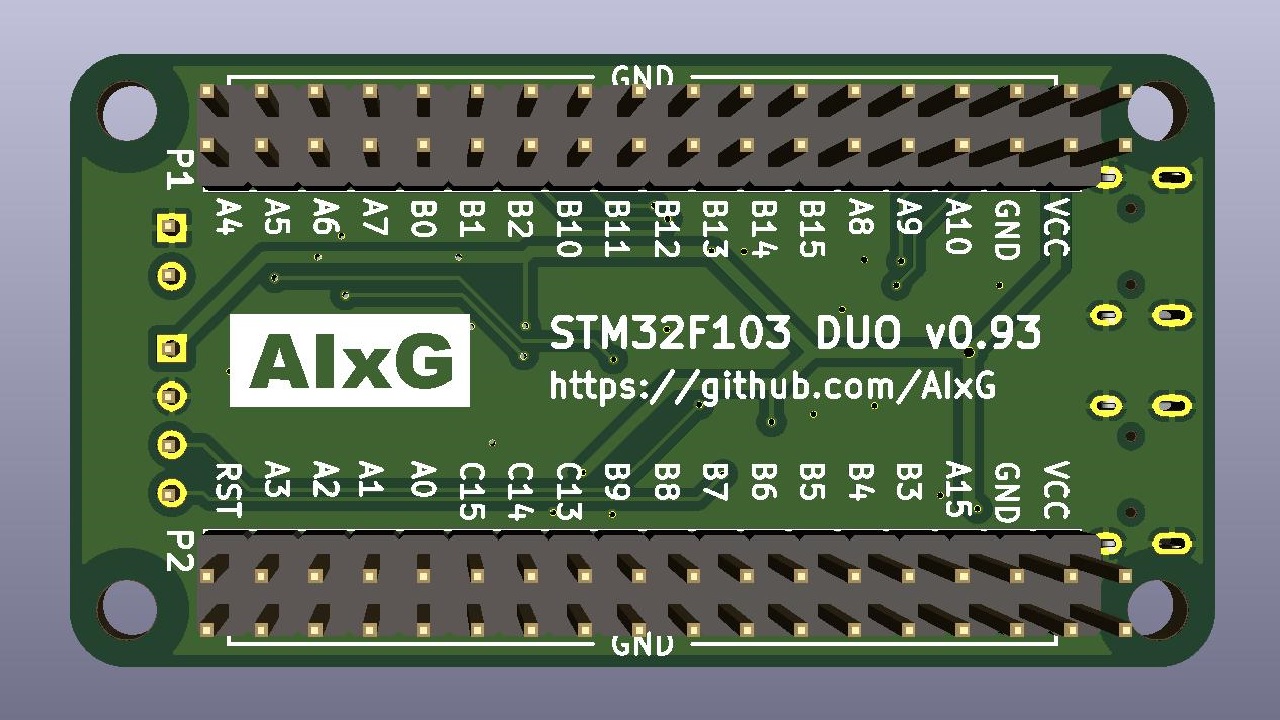 GND
P1
A4 A5 A6 A7 B0 B1 B2 B10 B11 B12 B13 B14 B15 A8 A9 A10 GND VCC
AIxG
STM32F103 DUO v0.93
https://github.com/AIxG
RST A3 A2 A1 A0 C15 C14 C13 B9 B8 B7 B6 B5 B4 B3 A15 GND VCC
P2
GND